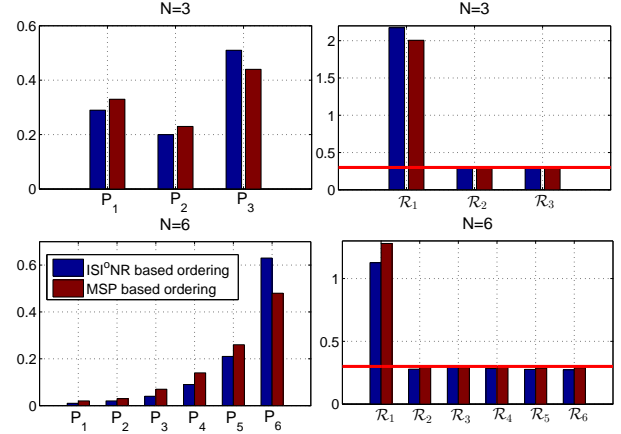 N=3
0.6
0.4
0.2
0
P₁ P₂ P₃
N=3
2
1.5
1
0.5
0
ℛ₁ ℛ₂ ℛ₃
N=6
0.6
0.4
0.2
0
ISI°NR based ordering
MSP based ordering
P₁ P₂ P₃ P₄ P₅ P₆
N=6
1
0.5
0
ℛ₁ ℛ₂ ℛ₃ ℛ₄ ℛ₅ ℛ₆